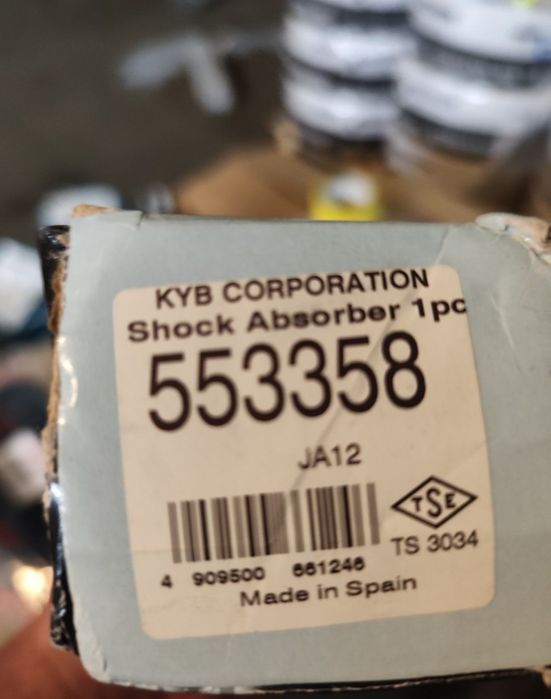 KYB CORPORATION
Shock Absorber 1pc
553358
JA12
TSE
TS 3034
4 909500 661246
Made in Spain